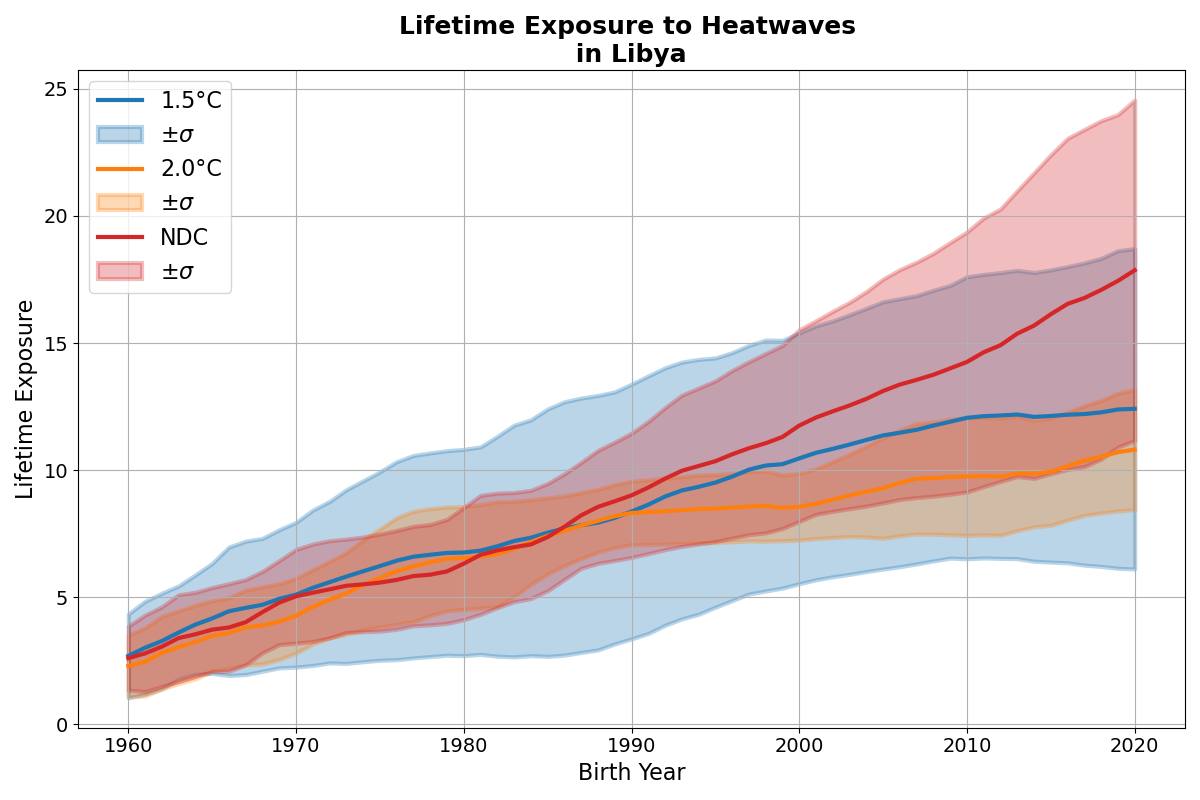 Lifetime Exposure to Heatwaves
in Libya
1.5°C
±σ
2.0°C
±σ
NDC
±σ
Lifetime Exposure
25
20
15
10
5
0
1960 1970 1980 1990 2000 2010 2020
Birth Year